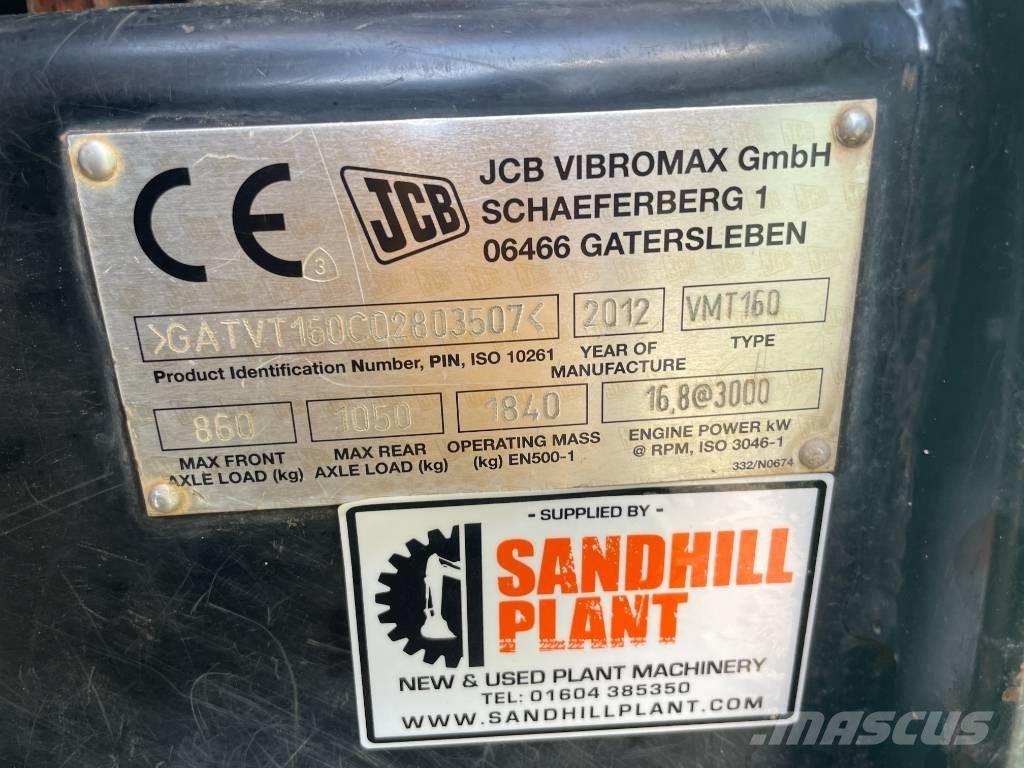 CE
3
JCB
JCB VIBROMAX GmbH
SCHAEFERBERG 1
06466 GATERSLEBEN
>GATVT160CO2803507<
2012
VMT160
Product Identification Number, PIN, ISO 10261
YEAR OF
MANUFACTURE
TYPE
860
1050
1840
16,8@3000
MAX FRONT
AXLE LOAD (kg)
MAX REAR
AXLE LOAD (kg)
OPERATING MASS
(kg) EN500-1
ENGINE POWER kW
@ RPM, ISO 3046-1
332/N0674
- SUPPLIED BY -
SANDHILL
PLANT
NEW & USED PLANT MACHINERY
TEL: 01604 385350
WWW.SANDHILLPLANT.COM
mascus